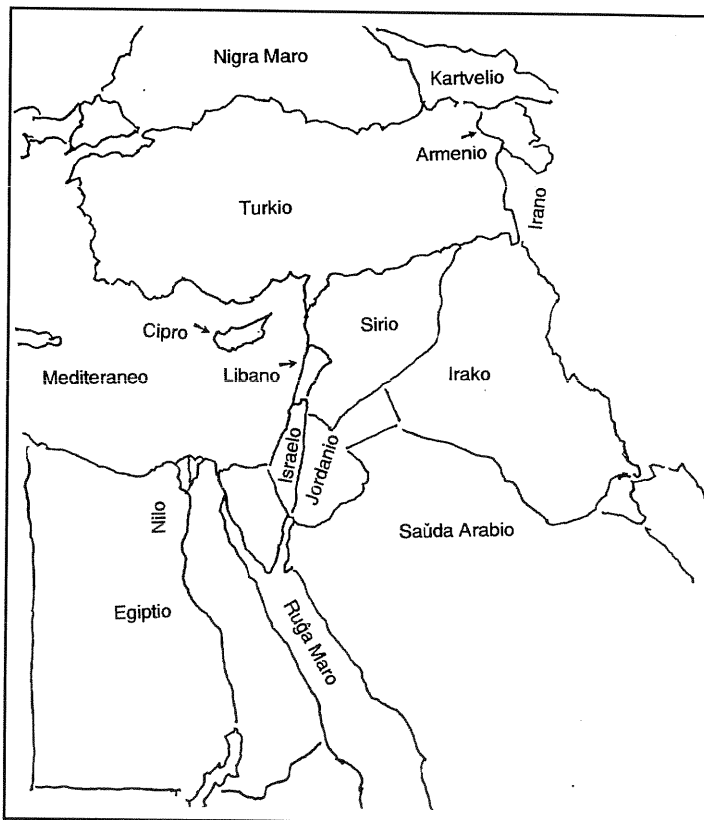 Nigra Maro
Kartvelio
Armenio
Irano
Turkio
Cipro
Sirio
Libano
Irako
Mediteraneo
Israelo
Jordanio
Nilo
Saŭda Arabio
Egiptio
Ruĝa Maro